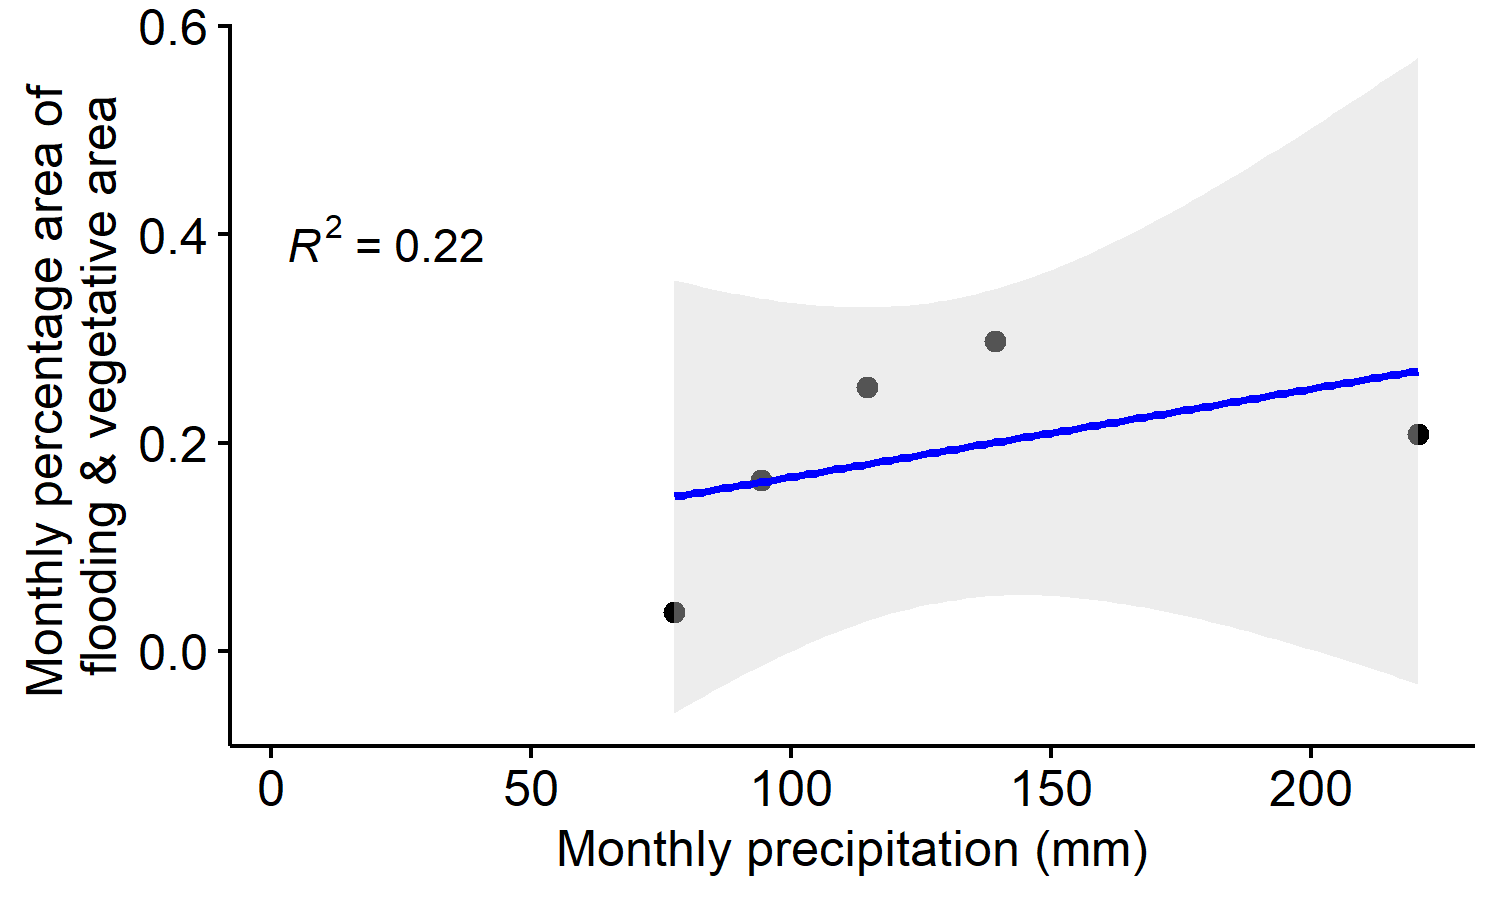 Monthly percentage area of
flooding & vegetative area
0.6
0.4
0.2
0.0
R² = 0.22
0 50 100 150 200
Monthly precipitation (mm)